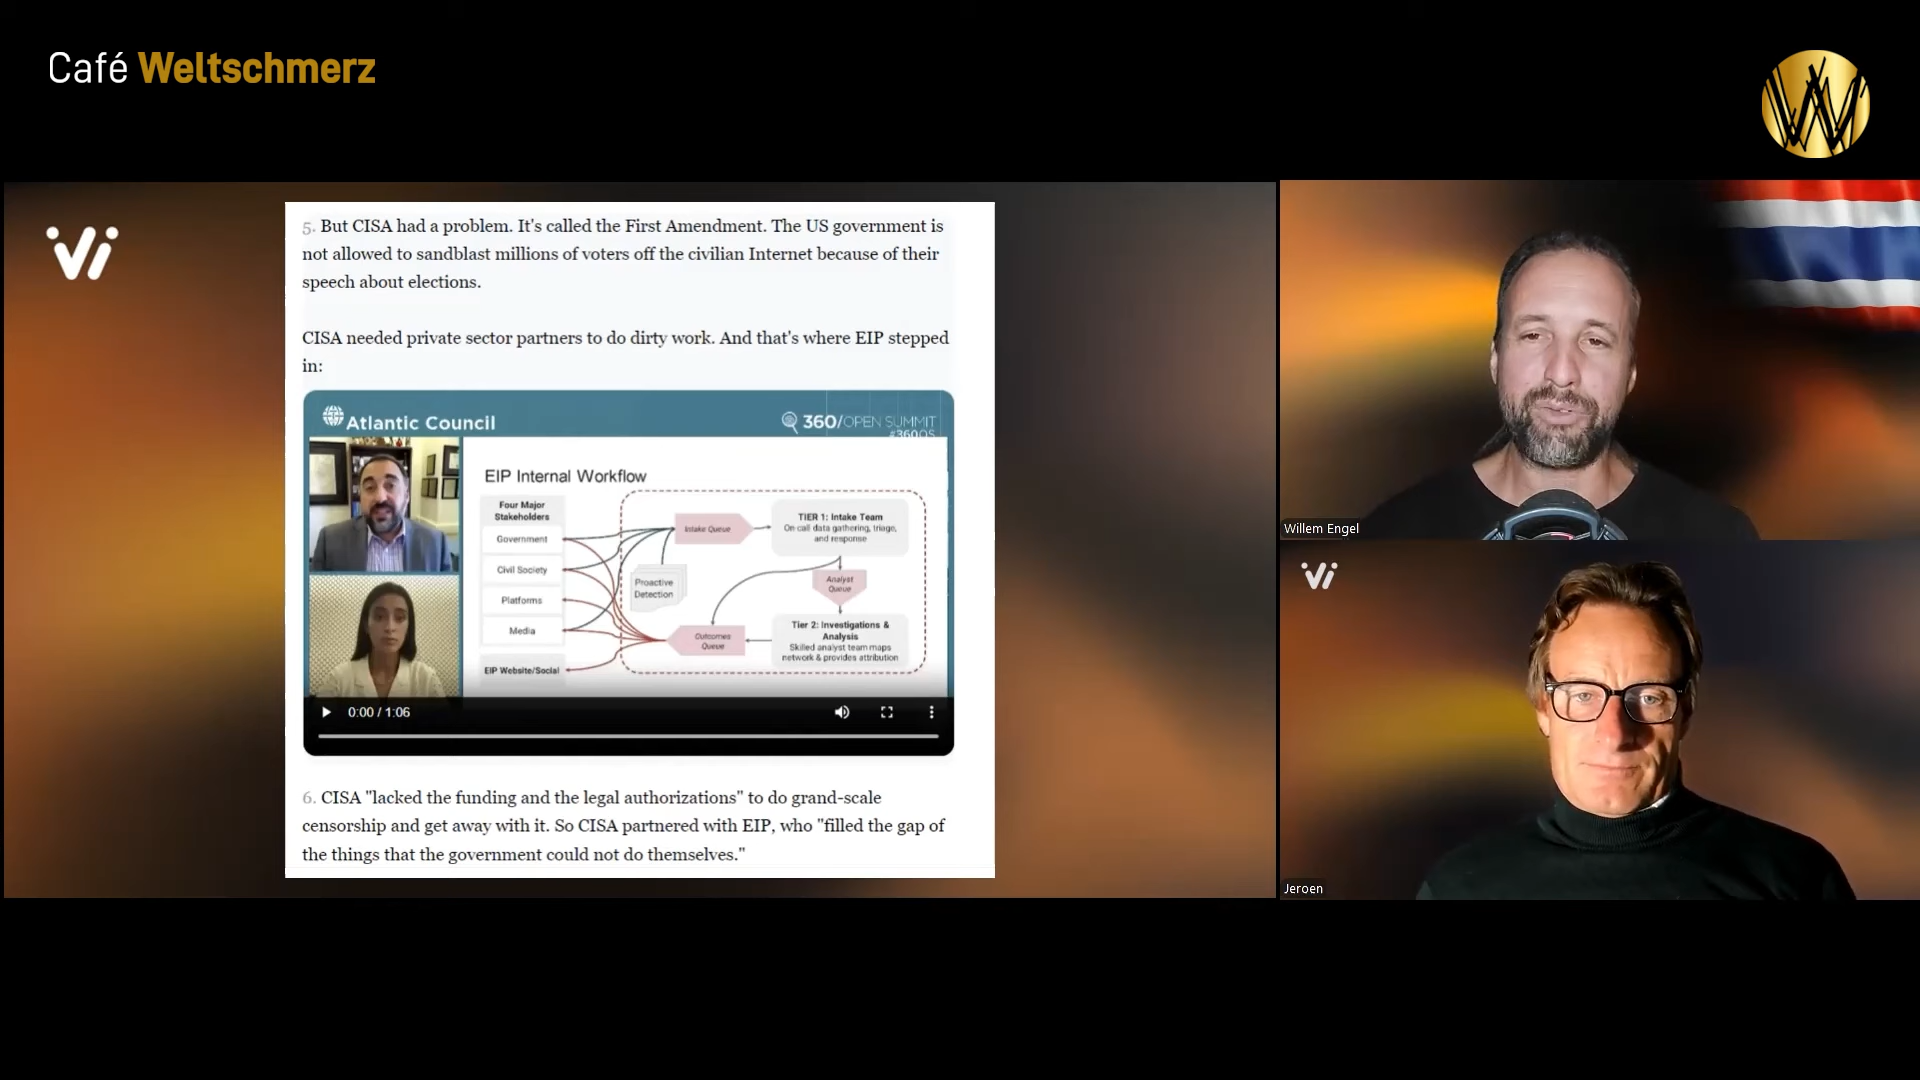 Café Weltschmerz
5. But CISA had a problem. It's called the First Amendment. The US government is
not allowed to sandblast millions of voters off the civilian Internet because of their
speech about elections.
CISA needed private sector partners to do dirty work. And that's where EIP stepped
in:
Atlantic Council
360/OPEN SUMMIT
#360OS
EIP Internal Workflow
Four Major
Stakeholders
Government
Civil Society
Platforms
Media
EIP Website/Social
Intake Queue
Proactive
Detection
TIER 1: Intake Team
On call data gathering, triage,
and response
Analyst
Queue
Tier 2: Investigations &
Analysis
Skilled analyst team maps
network & provides attribution
Outcomes
Queue
0:00 / 1:06
6. CISA "lacked the funding and the legal authorizations" to do grand-scale
censorship and get away with it. So CISA partnered with EIP, who "filled the gap of
the things that the government could not do themselves."
Willem Engel
Jeroen